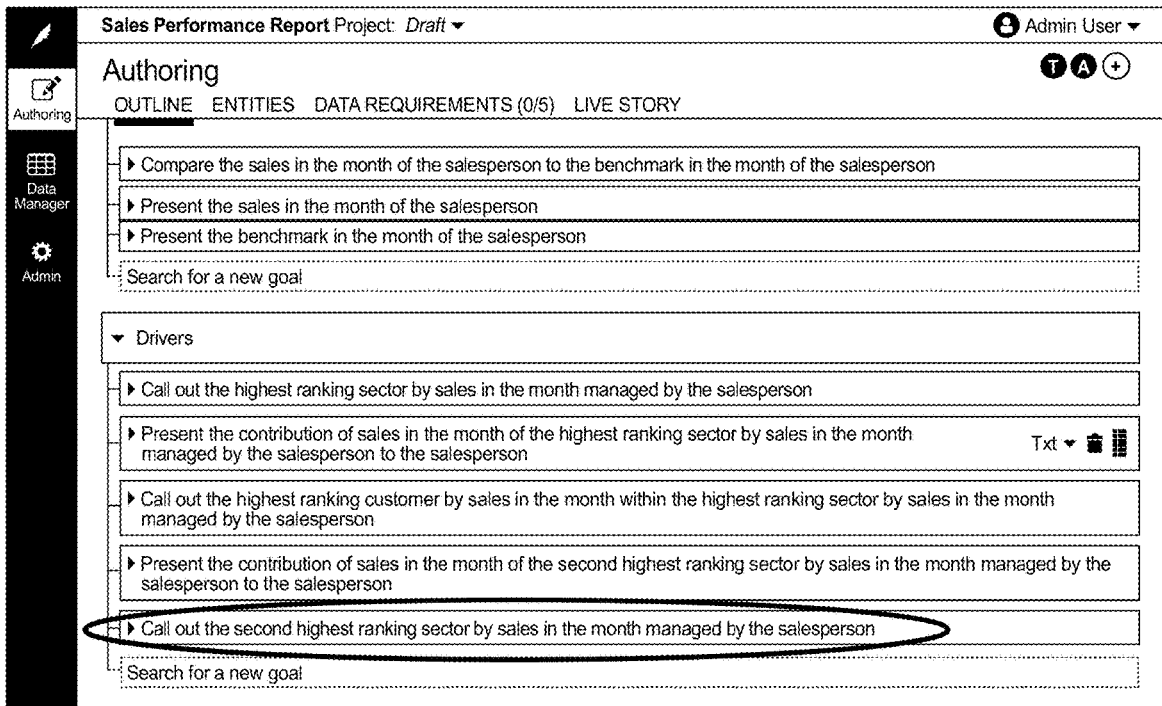 Sales Performance Report Project: Draft
Admin User
Authoring
T A +
OUTLINE ENTITIES DATA REQUIREMENTS (0/5) LIVE STORY
Authoring
Data
Manager
Admin
Compare the sales in the month of the salesperson to the benchmark in the month of the salesperson
Present the sales in the month of the salesperson
Present the benchmark in the month of the salesperson
Search for a new goal
Drivers
Call out the highest ranking sector by sales in the month managed by the salesperson
Present the contribution of sales in the month of the highest ranking sector by sales in the month
managed by the salesperson to the salesperson
Txt
Call out the highest ranking customer by sales in the month within the highest ranking sector by sales in the month
managed by the salesperson
Present the contribution of sales in the month of the second highest ranking sector by sales in the month managed by the
salesperson to the salesperson
Call out the second highest ranking sector by sales in the month managed by the salesperson
Search for a new goal